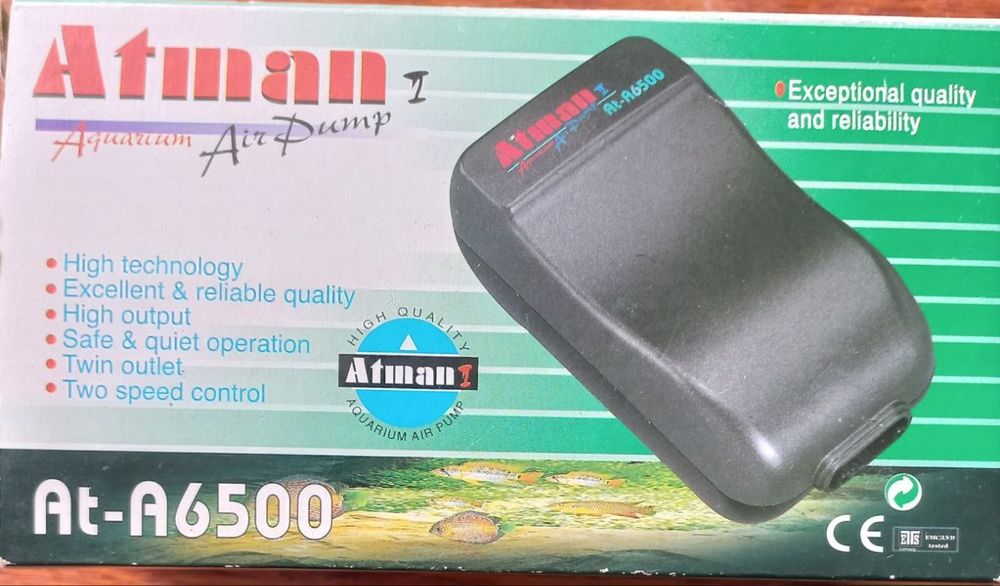 Atman I
Aquarium Air Pump
Atman I
Aquarium Air Pump
At-A6500
Exceptional quality
and reliability
High technology
Excellent & reliable quality
High output
Safe & quiet operation
Twin outlet
Two speed control
HIGH QUALITY
Atman I
AQUARIUM AIR PUMP
At-A6500
CE
ETS
EMC/LVD
tested